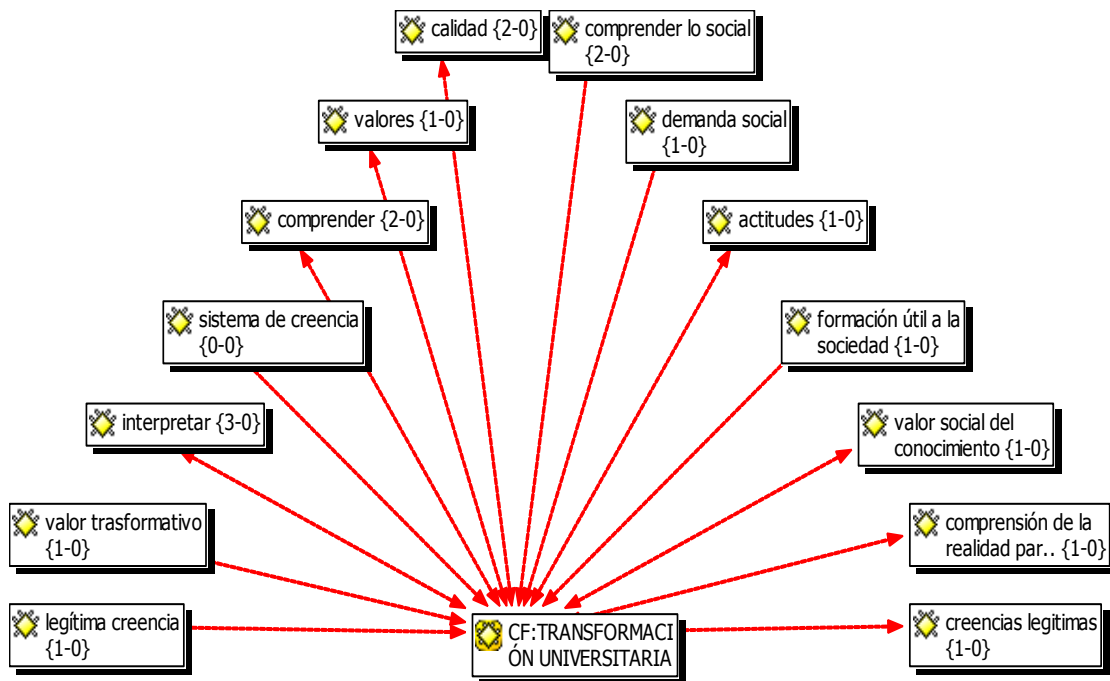 calidad {2-0}
comprender lo social
{2-0}
valores {1-0}
demanda social
{1-0}
comprender {2-0}
actitudes {1-0}
sistema de creencia
{0-0}
formación útil a la
sociedad {1-0}
interpretar {3-0}
valor social del
conocimiento {1-0}
valor trasformativo
{1-0}
comprensión de la
realidad par.. {1-0}
legítima creencia
{1-0}
CF:TRANSFORMACI
ÓN UNIVERSITARIA
creencias legitimas
{1-0}